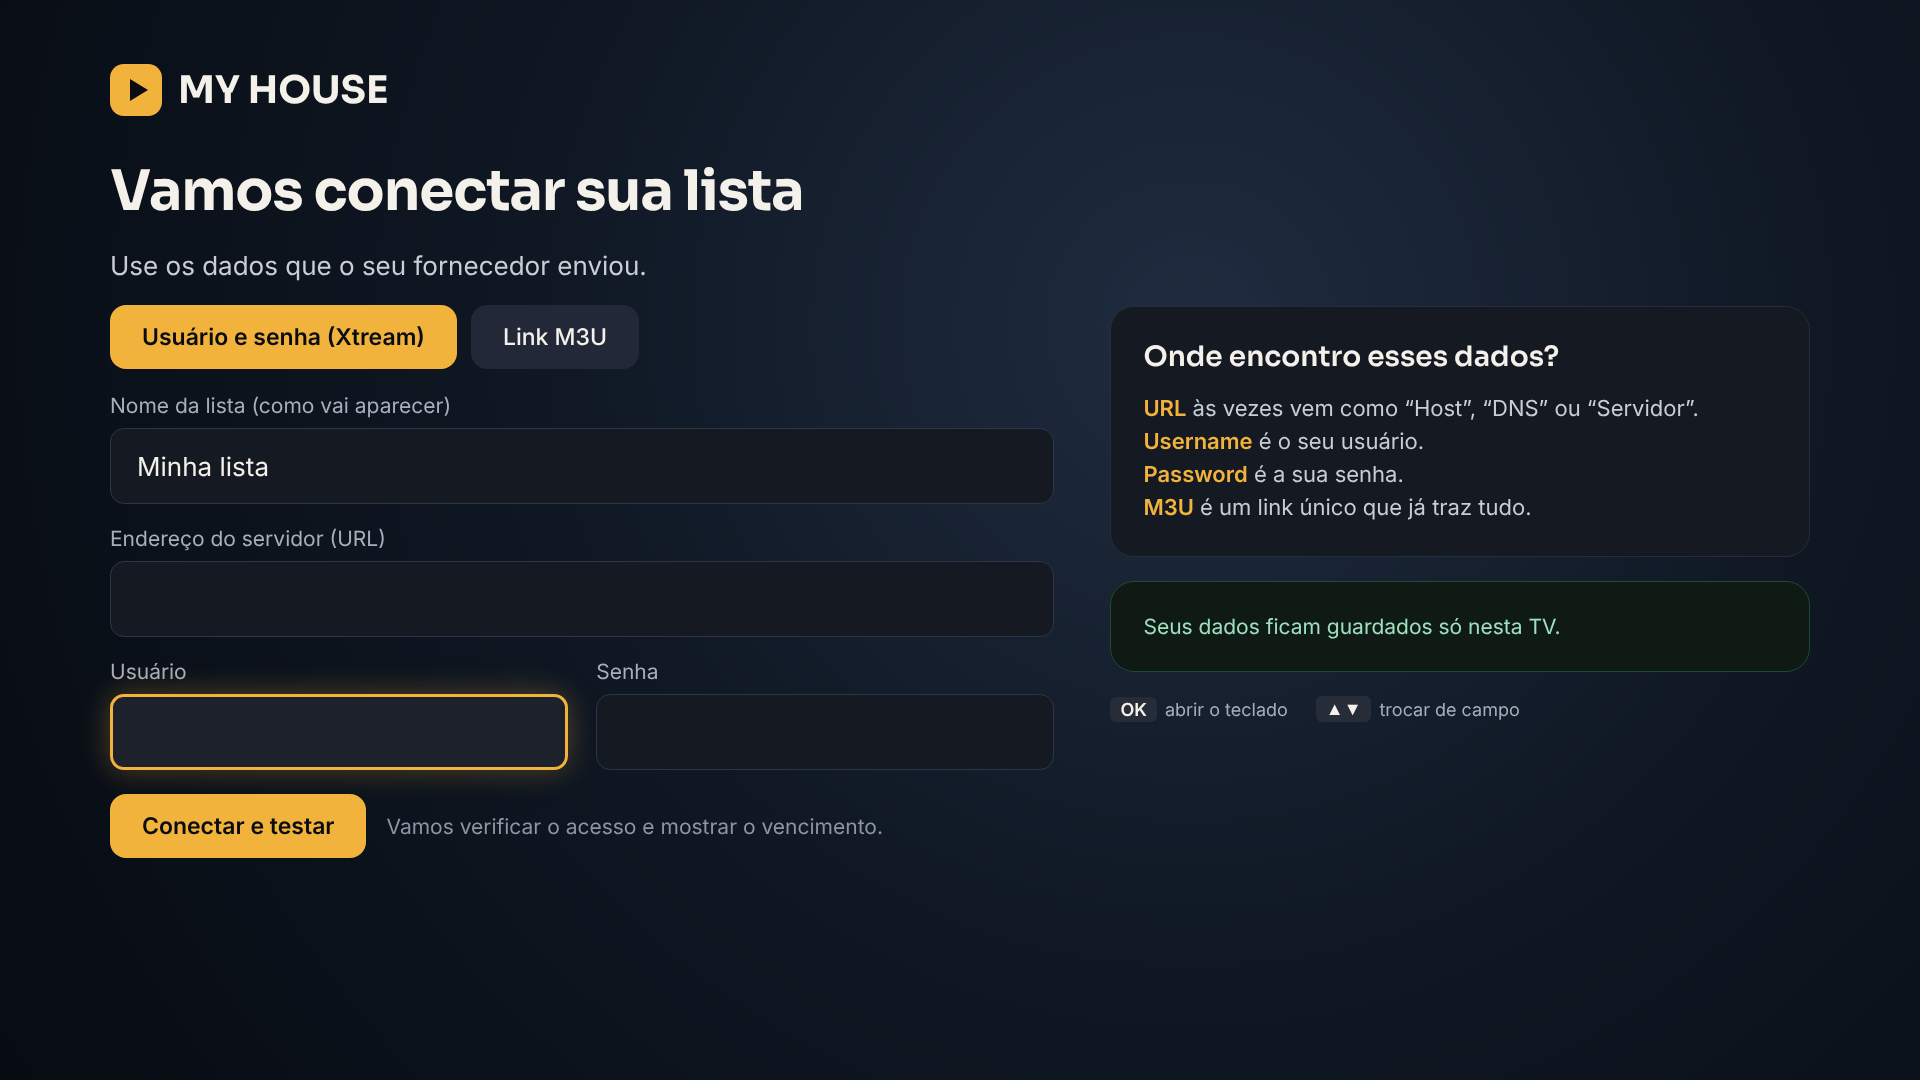 MY HOUSE
Vamos conectar sua lista
Use os dados que o seu fornecedor enviou.
Usuário e senha (Xtream)
Link M3U
Nome da lista (como vai aparecer)
Minha lista
Endereço do servidor (URL)
Usuário
Senha
Conectar e testar
Vamos verificar o acesso e mostrar o vencimento.
Onde encontro esses dados?
URL às vezes vem como “Host”, “DNS” ou “Servidor”.
Username é o seu usuário.
Password é a sua senha.
M3U é um link único que já traz tudo.
Seus dados ficam guardados só nesta TV.
OK abrir o teclado
▲▼ trocar de campo